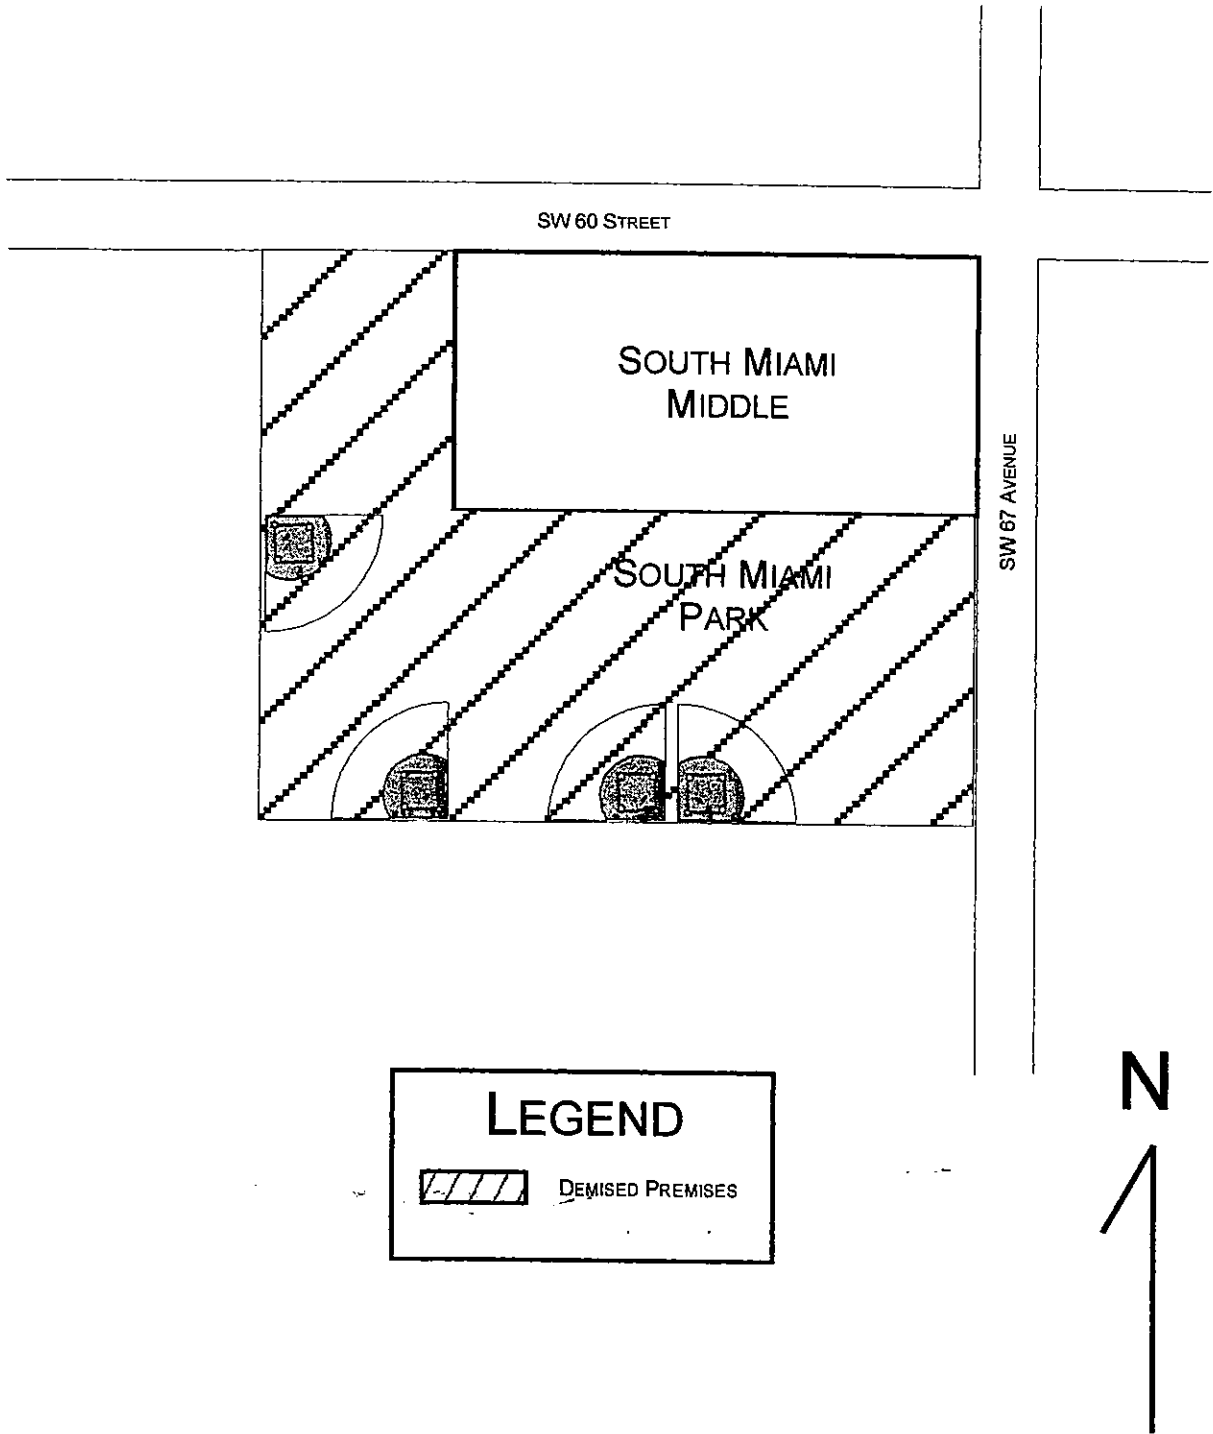 SW 60 STREET
SOUTH MIAMI
MIDDLE
SW 67 AVENUE
SOUTH MIAMI
PARK
LEGEND
DEMISED PREMISES
N